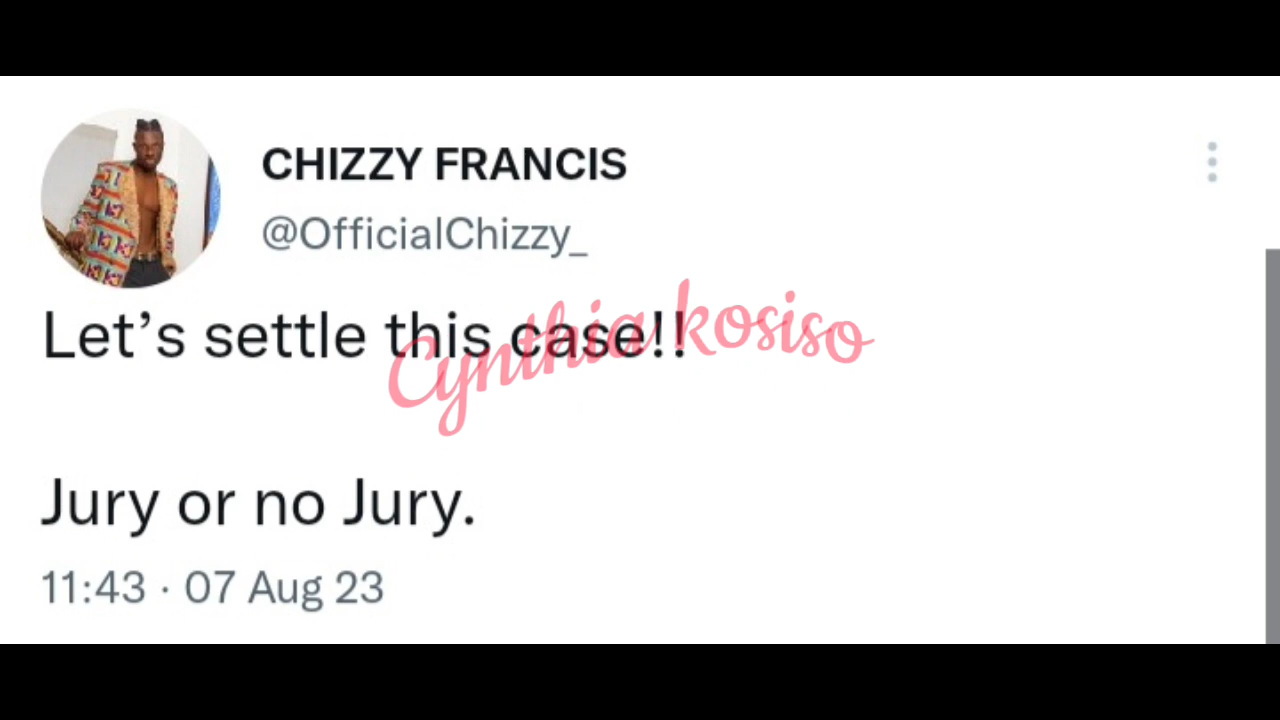 CHIZZY FRANCIS
@OfficialChizzy_
Let’s settle this case!!
Cynthia kosiso
Jury or no Jury.
11:43 · 07 Aug 23